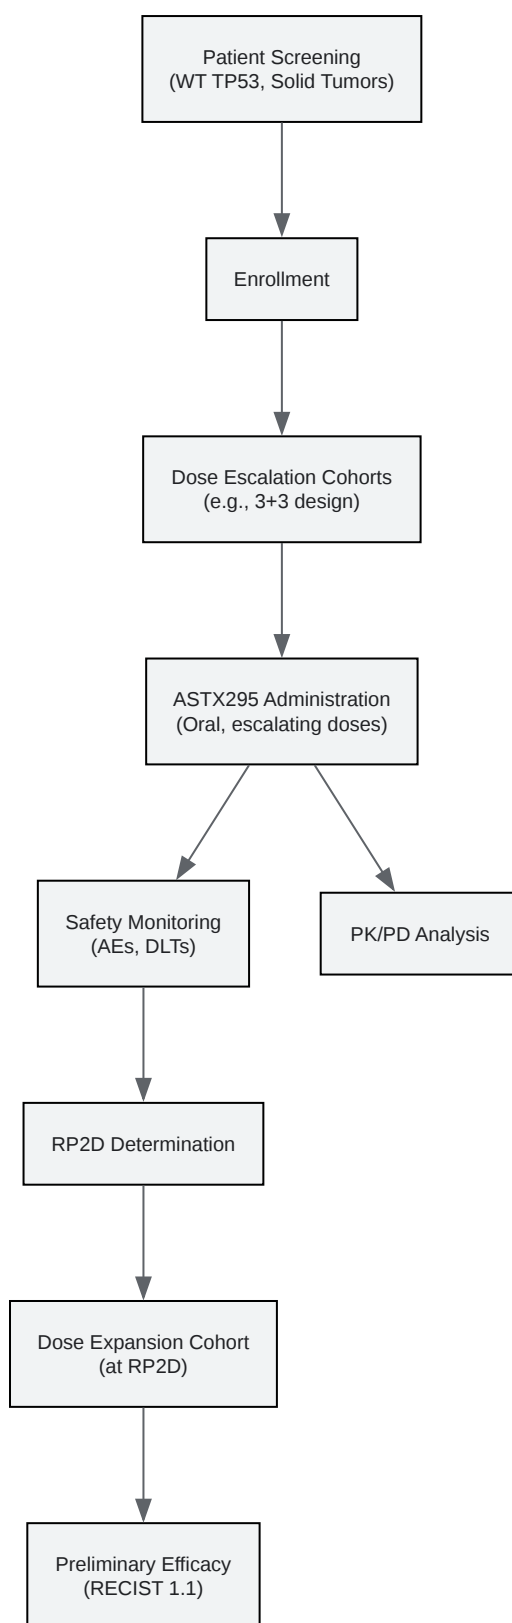 Patient Screening
(WT TP53, Solid Tumors)
Enrollment
Dose Escalation Cohorts
(e.g., 3+3 design)
ASTX295 Administration
(Oral, escalating doses)
Safety Monitoring
(AEs, DLTs)
PK/PD Analysis
RP2D Determination
Dose Expansion Cohort
(at RP2D)
Preliminary Efficacy
(RECIST 1.1)